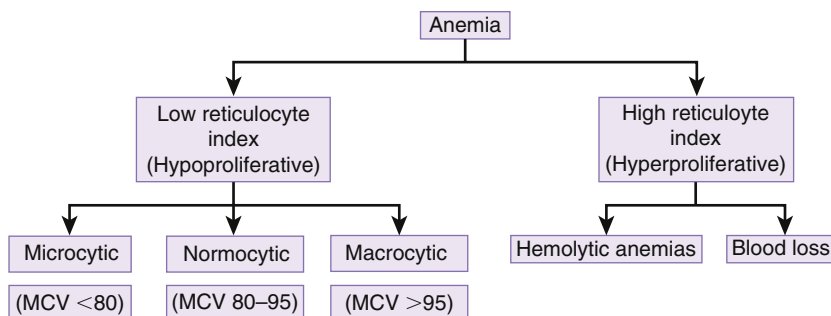 Anemia
Low reticulocyte
index
(Hypoproliferative)
High reticuloyte
index
(Hyperproliferative)
Microcytic
Normocytic
Macrocytic
Hemolytic anemias
Blood loss
(MCV <80)
(MCV 80–95)
(MCV >95)